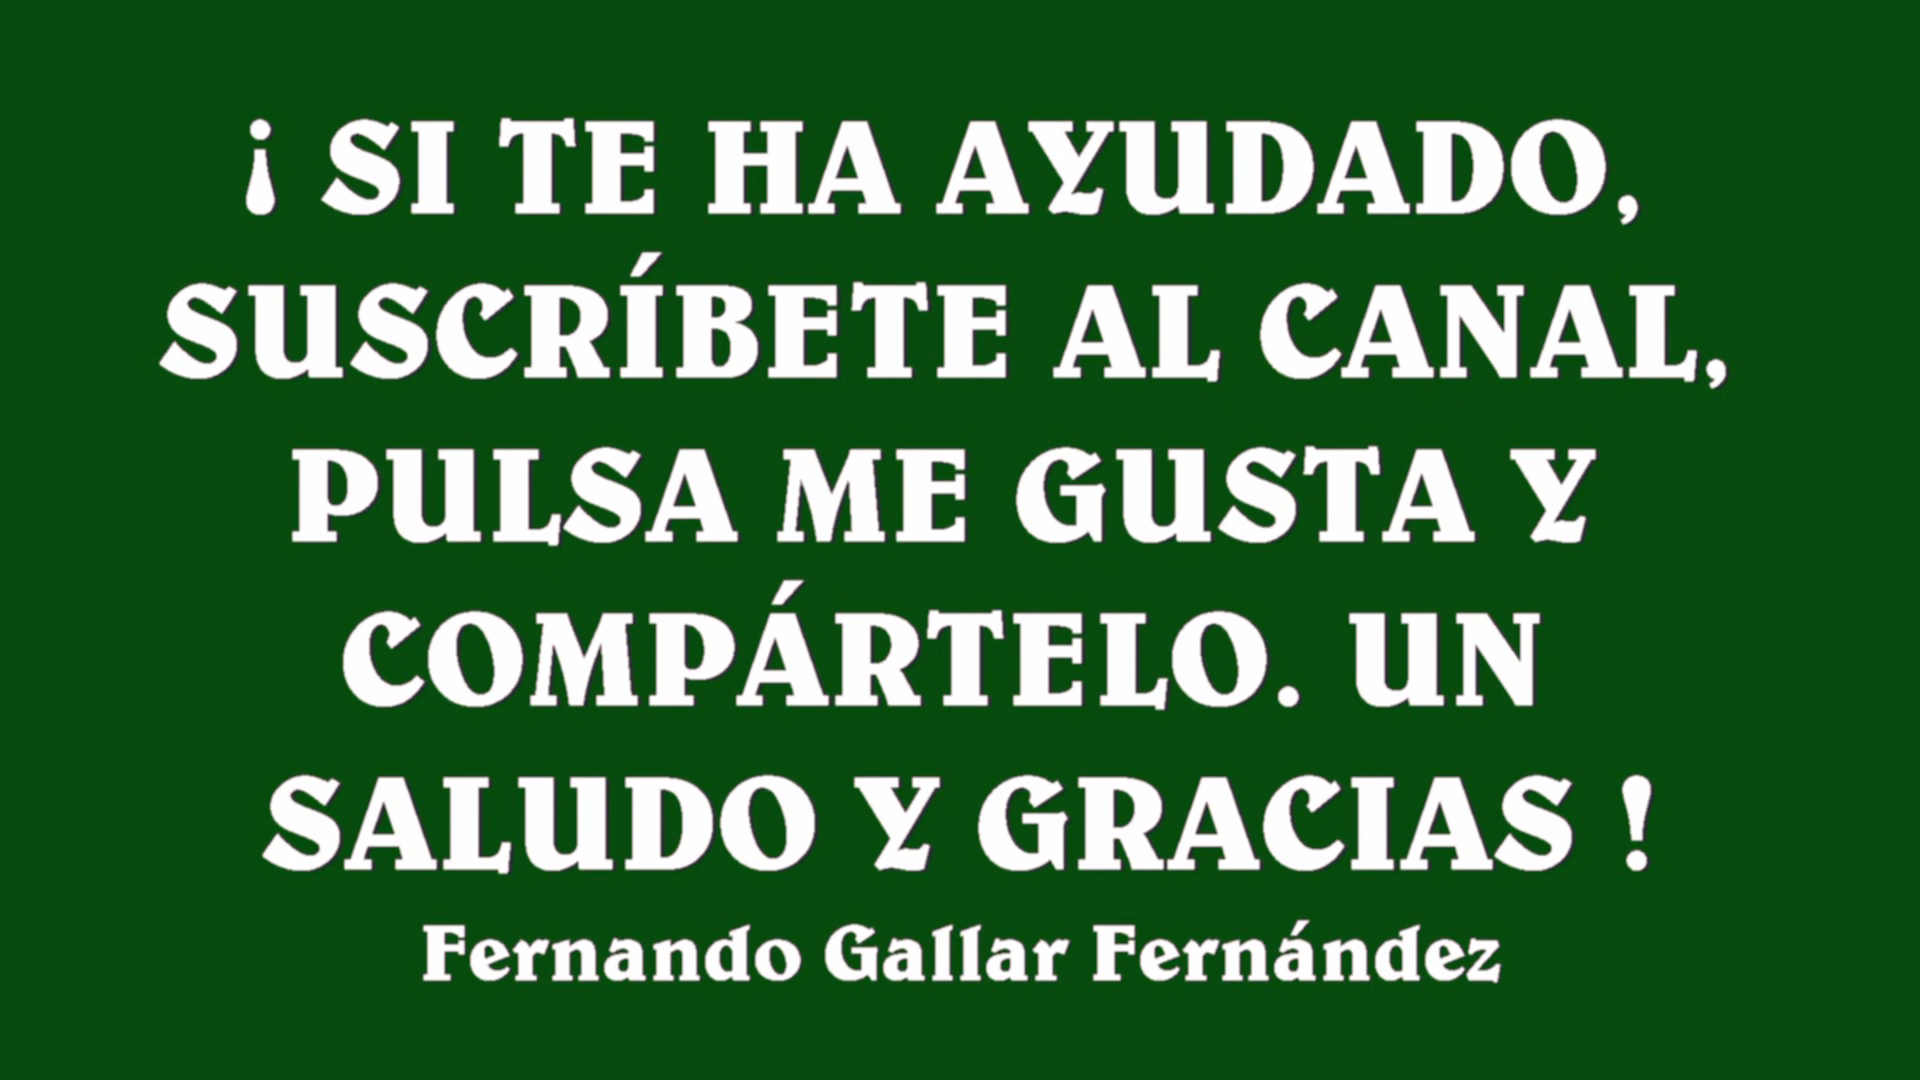 ¡ SI TE HA AYUDADO,
SUSCRÍBETE AL CANAL,
PULSA ME GUSTA Y
COMPÁRTELO. UN
SALUDO Y GRACIAS !
Fernando Gallar Fernández